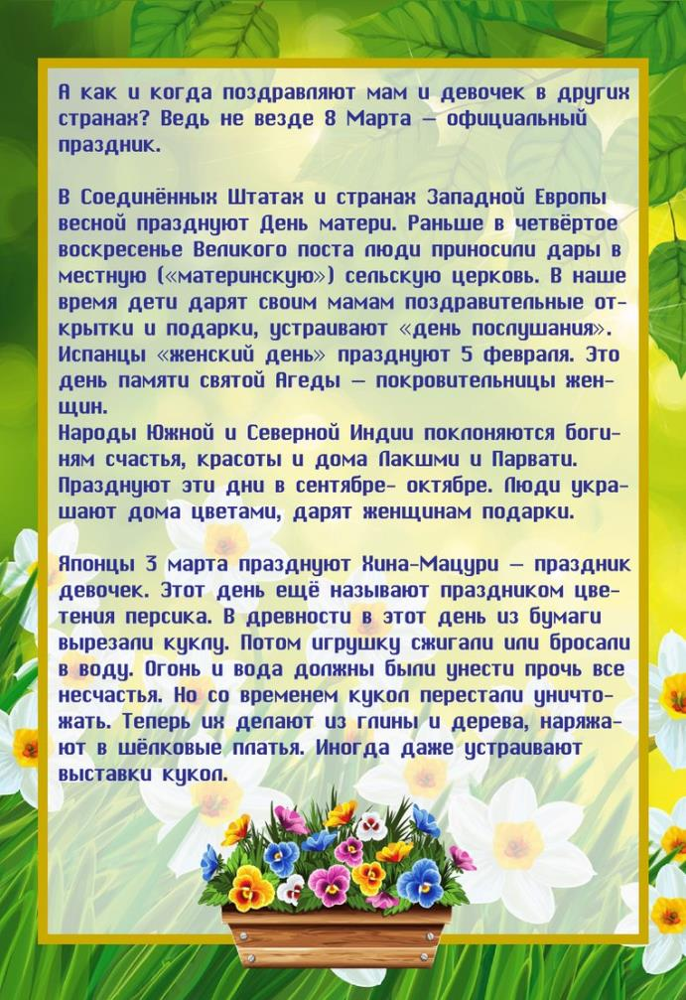 А как и когда поздравляют мам и девочек в других
странах? Ведь не везде 8 Марта – официальный
праздник.
В Соединённых Штатах и странах Западной Европы
весной празднуют День матери. Раньше в четвёртое
воскресенье Великого поста люди приносили дары в
местную («материнскую») сельскую церковь. В наше
время дети дарят своим мамам поздравительные от-
крытки и подарки, устраивают «день послушания».
Испанцы «женский день» празднуют 5 февраля. Это
день памяти святой Агеды – покровительницы жен-
щин.
Народы Южной и Северной Индии поклоняются боги-
ням счастья, красоты и дома Лакшми и Парвати.
Празднуют эти дни в сентябре- октябре. Люди укра-
шают дома цветами, дарят женщинам подарки.
Японцы 3 марта празднуют Хина-Мацури – праздник
девочек. Этот день ещё называют праздником цве-
тения персика. В древности в этот день из бумаги
вырезали куклу. Потом игрушку сжигали или бросали
в воду. Огонь и вода должны были унести прочь все
несчастья. Но со временем кукол перестали уничто-
жать. Теперь их делают из глины и дерева, наряжа-
ют в шёлковые платья. Иногда даже устраивают
выставки кукол.